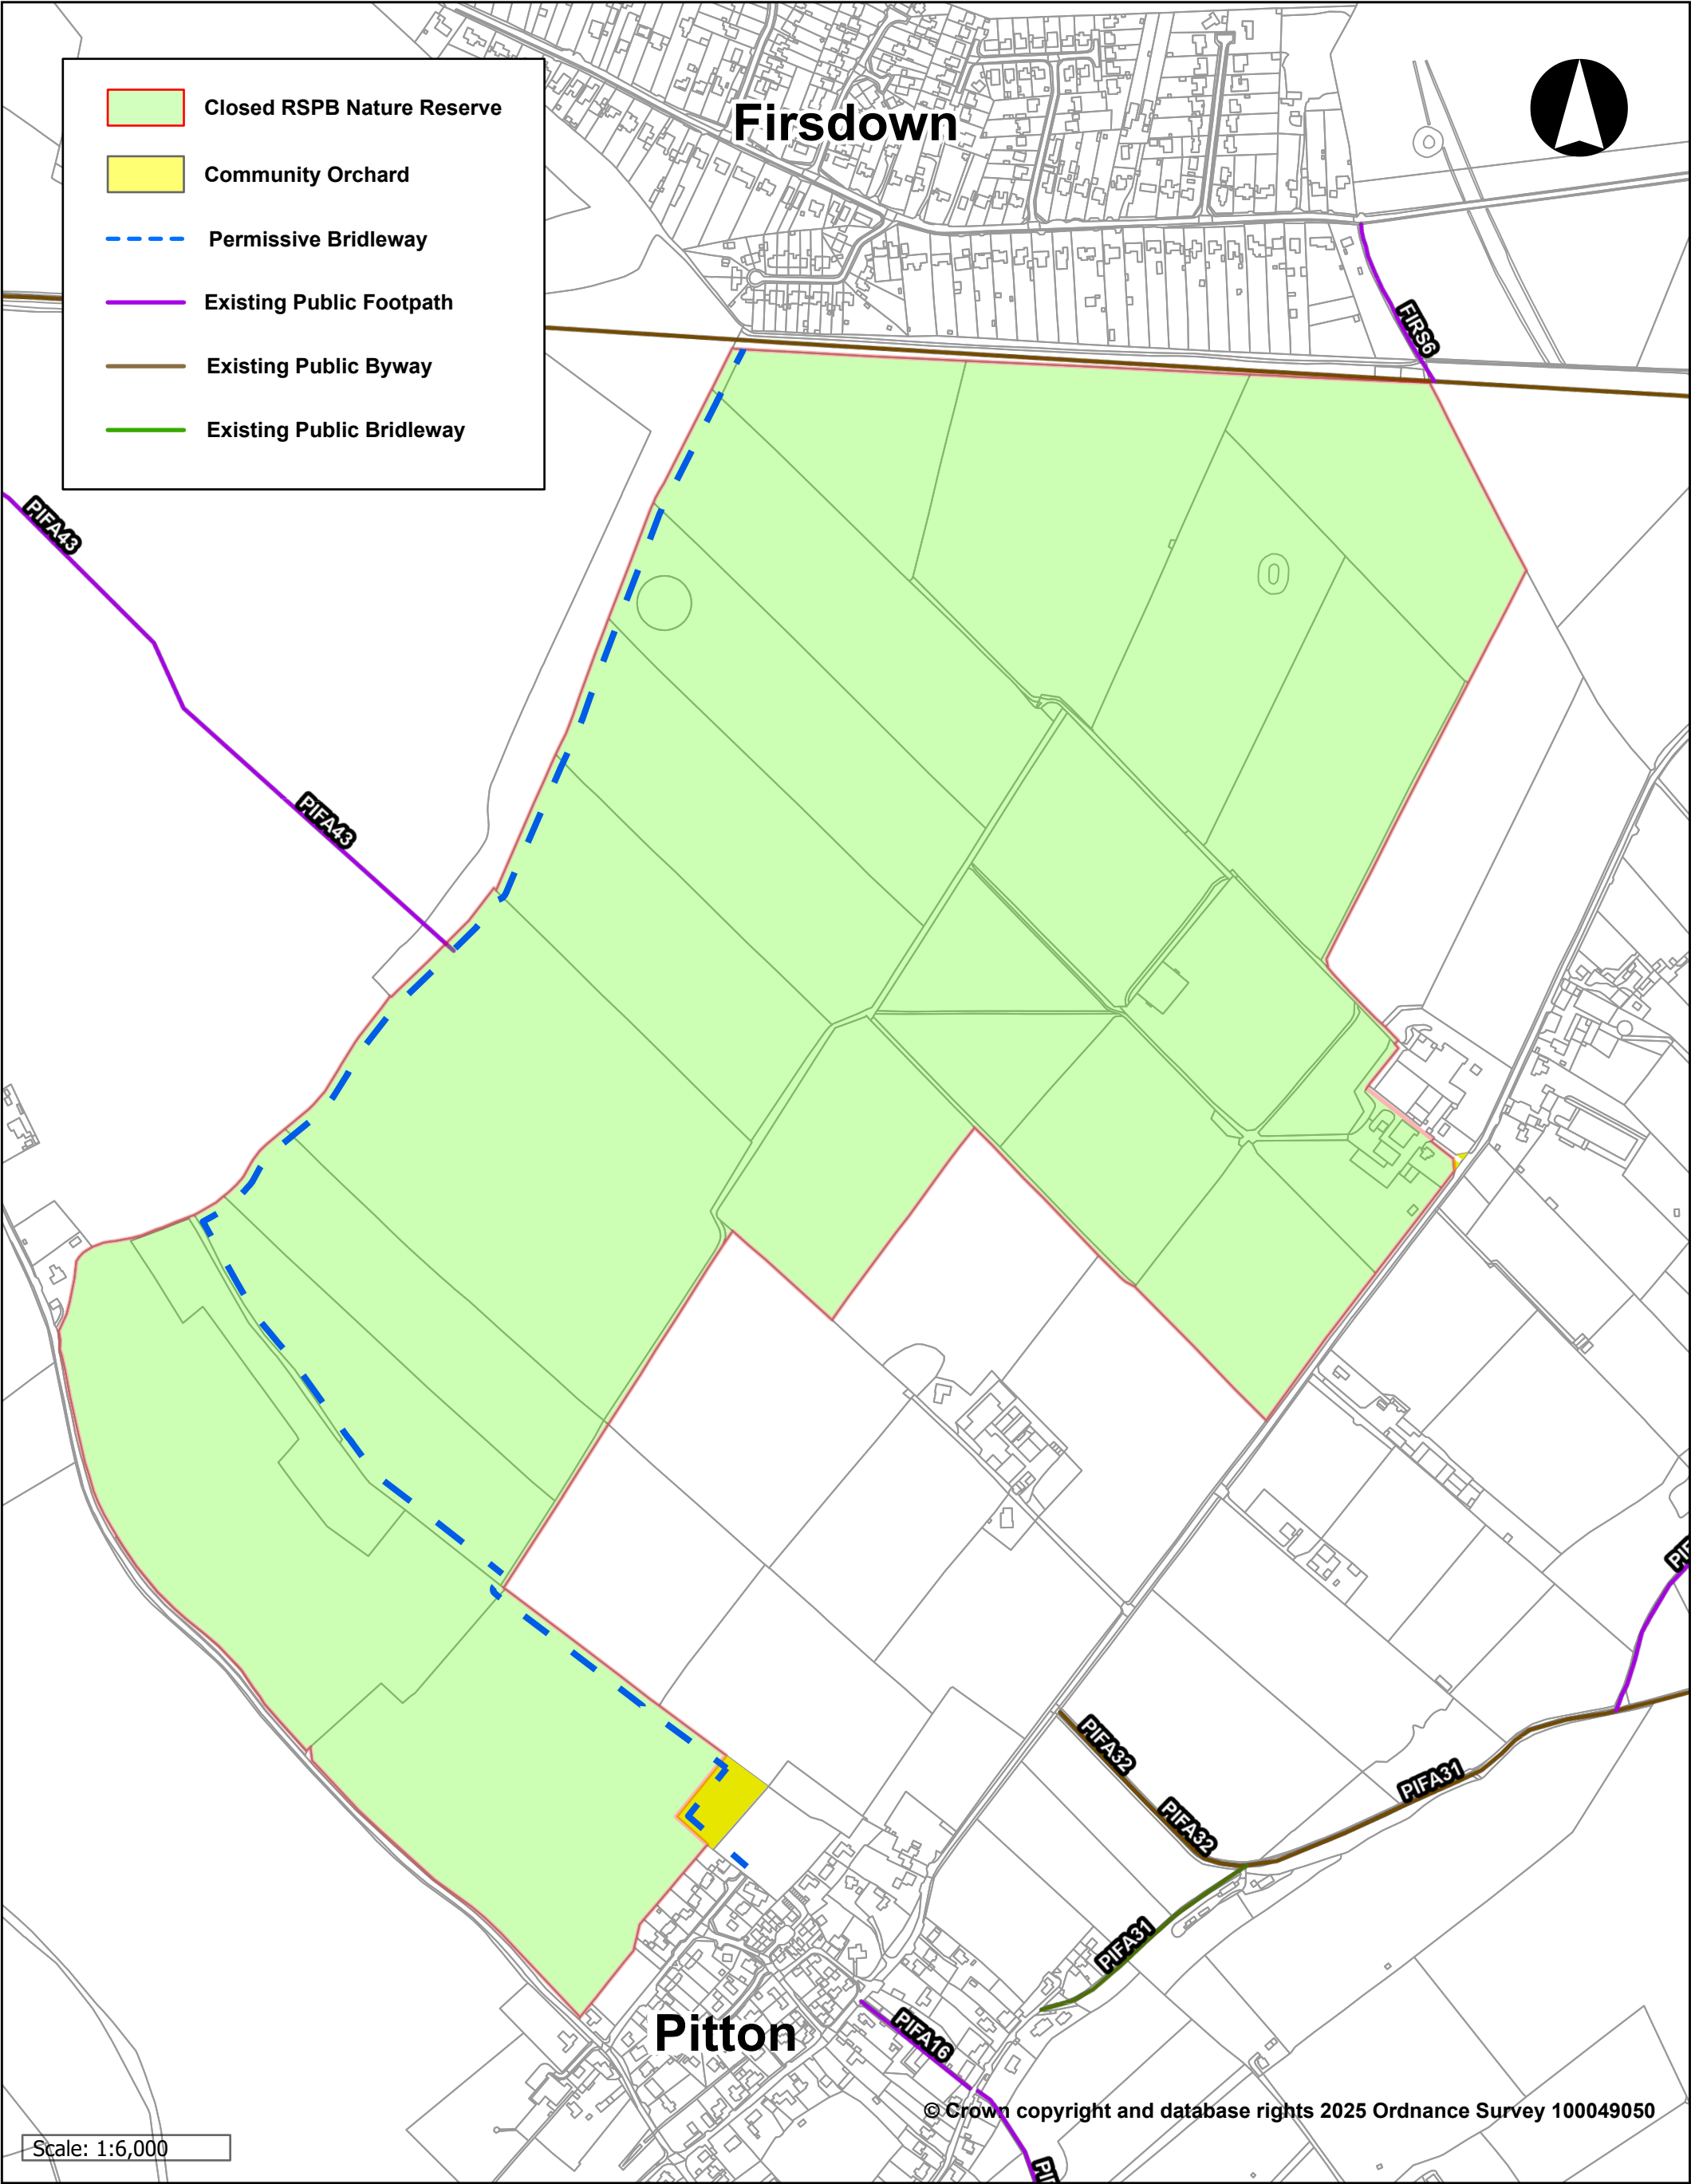 Firsdown
Closed RSPB Nature Reserve
Community Orchard
Permissive Bridleway
Existing Public Footpath
Existing Public Byway
Existing Public Bridleway
FIRS6
PIFA43
PIFA43
PIFA32
PIFA32
PIFA31
PIFA31
Pitton
PIFA16
© Crown copyright and database rights 2025 Ordnance Survey 100049050
Scale: 1:6,000